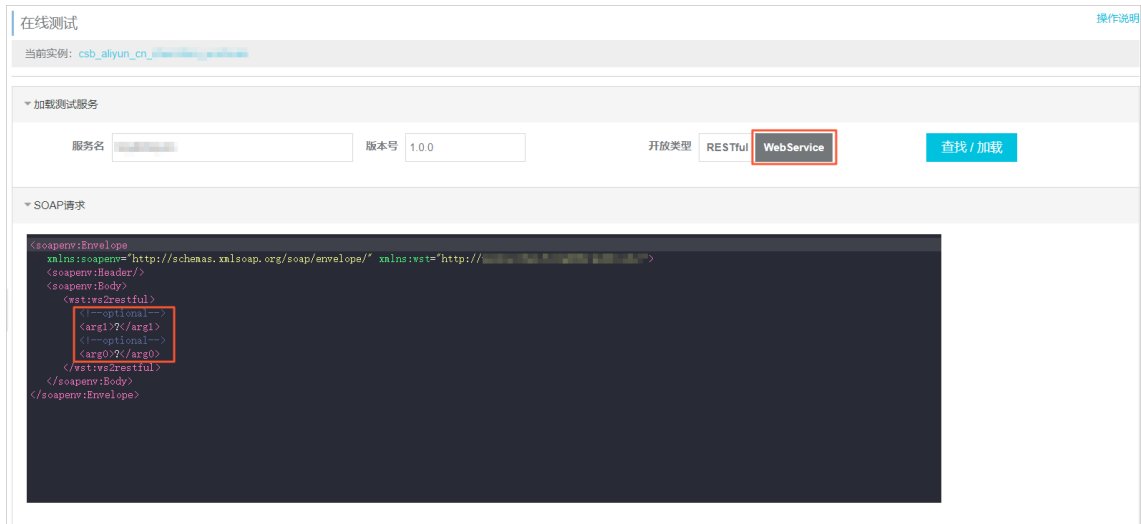 在线测试
操作说明
当前实例: csb_aliyun_cn_
加载测试服务
服务名
版本号 1.0.0
开放类型 RESTful WebService
查找 / 加载
SOAP请求
<soapenv:Envelope
xmlns:soapenv="http://schemas.xmlsoap.org/soap/envelope/" xmlns:wst="http://
<soapenv:Header/>
<soapenv:Body>
<wst:ws2restful>
<!--optional-->
<arg1>?</arg1>
<!--optional-->
<arg0>?</arg0>
</wst:ws2restful>
</soapenv:Body>
</soapenv:Envelope>